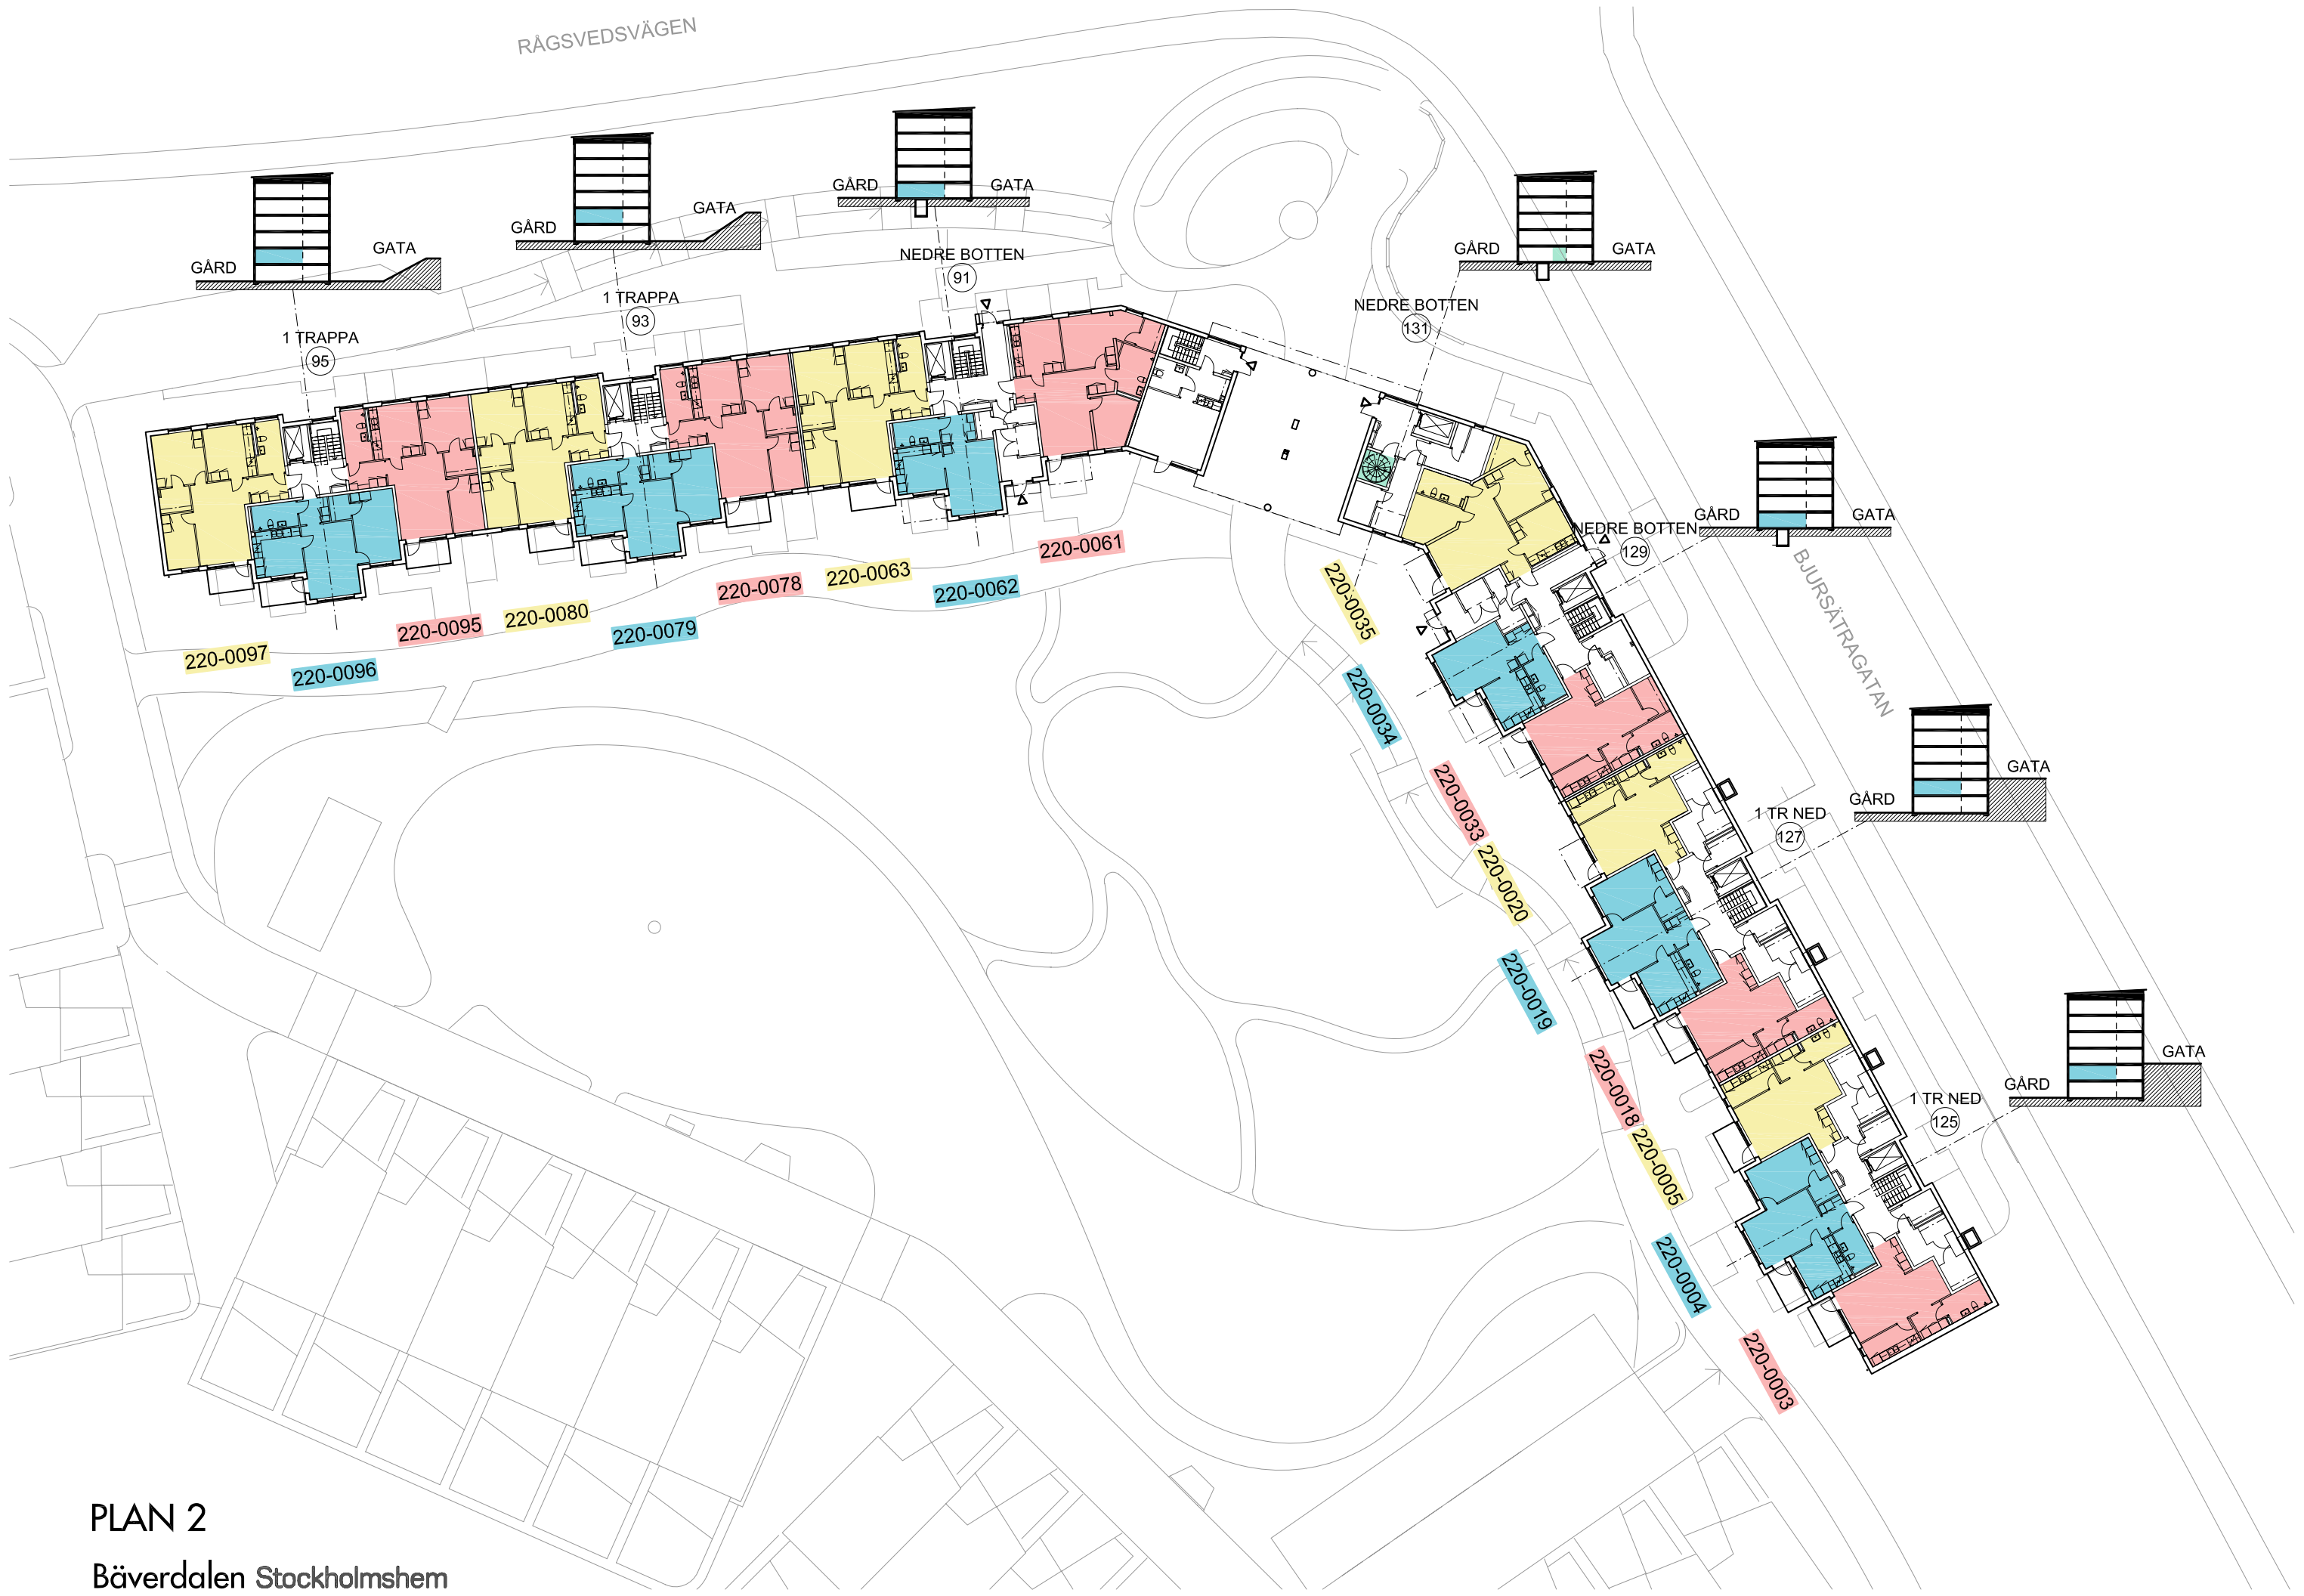 RÅGSVEDSVÄGEN
GÅRD
GATA
1 TRAPPA
95
GÅRD
GATA
1 TRAPPA
93
GÅRD
GATA
NEDRE BOTTEN
91
GÅRD
GATA
NEDRE BOTTEN
131
GÅRD
GATA
NEDRE BOTTEN
129
BJURSÄTRAGATAN
GÅRD
GATA
1 TR NED
127
GÅRD
GATA
1 TR NED
125
220-0097
220-0096
220-0095
220-0080
220-0079
220-0078
220-0063
220-0062
220-0061
220-0035
220-0034
220-0033
220-0020
220-0019
220-0018
220-0005
220-0004
220-0003
PLAN 2
Bäverdalen Stockholmshem